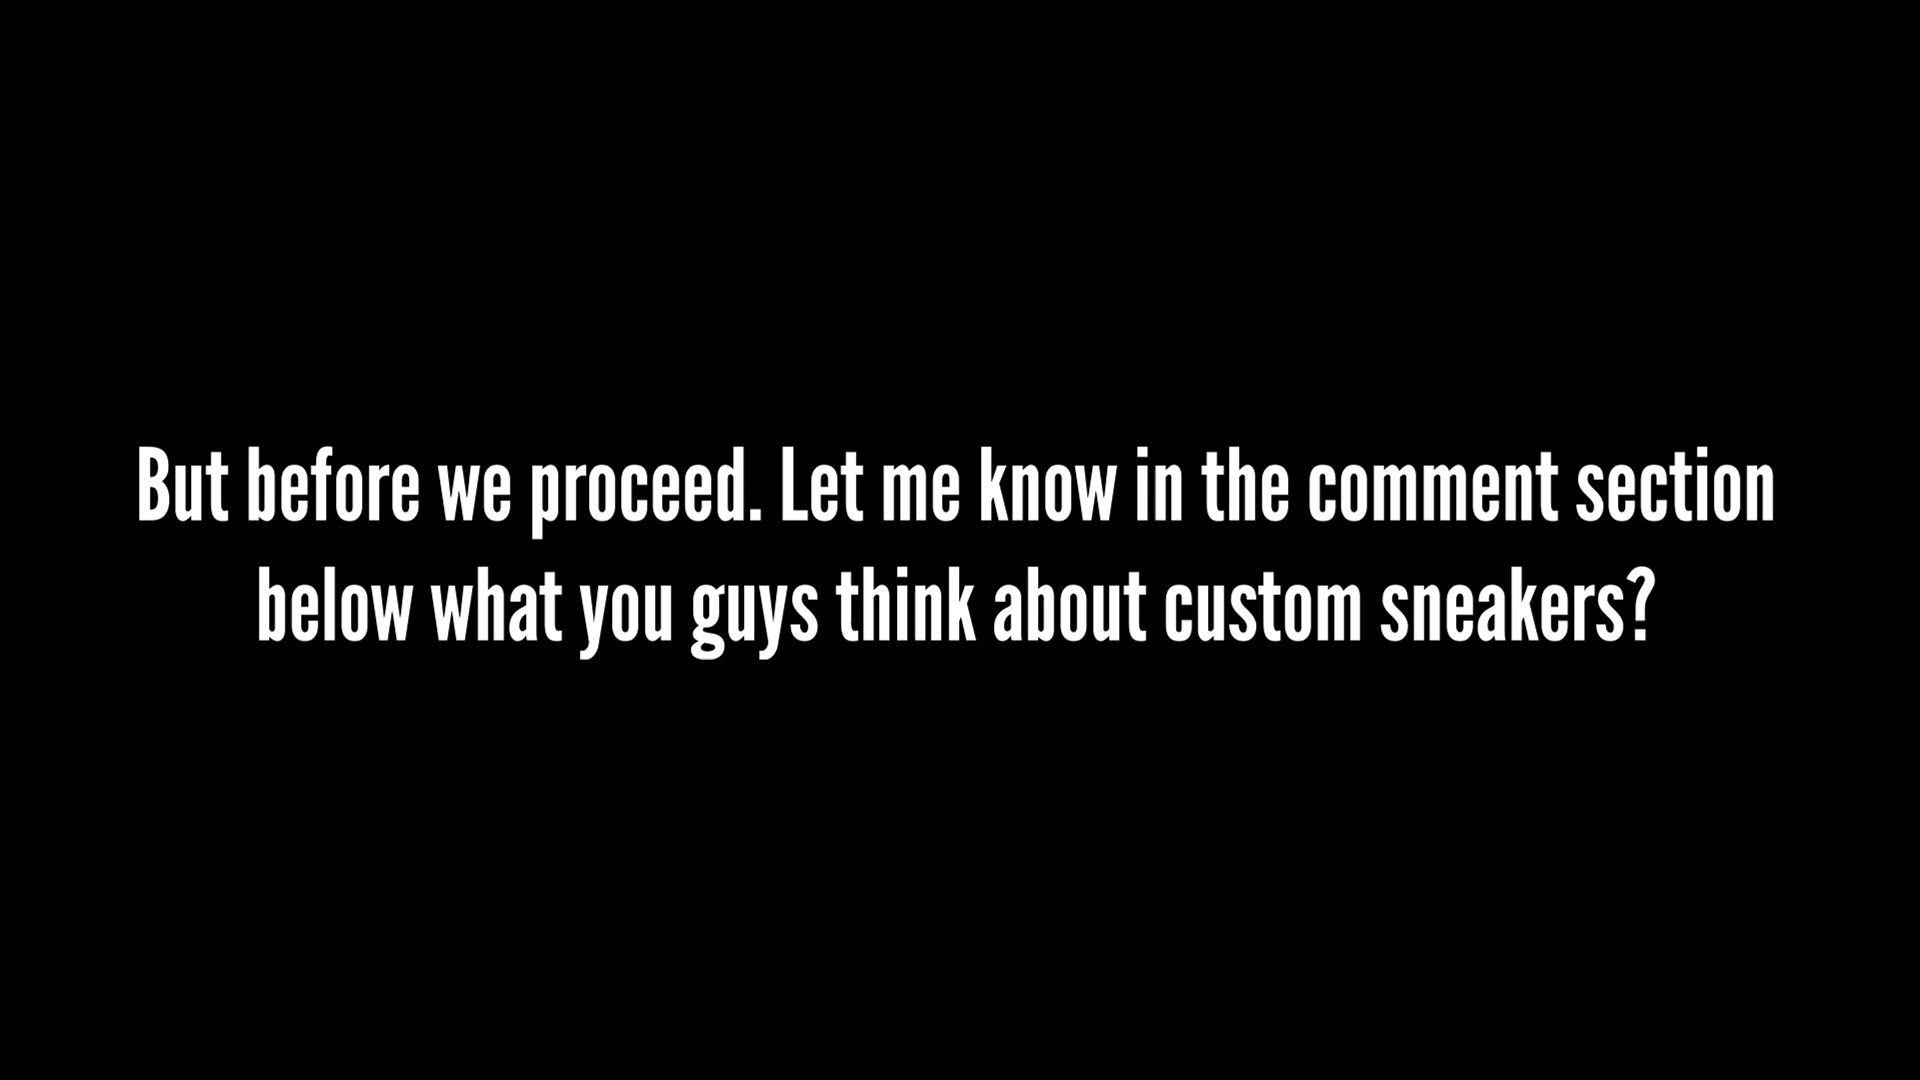 But before we proceed. Let me know in the comment section
below what you guys think about custom sneakers?